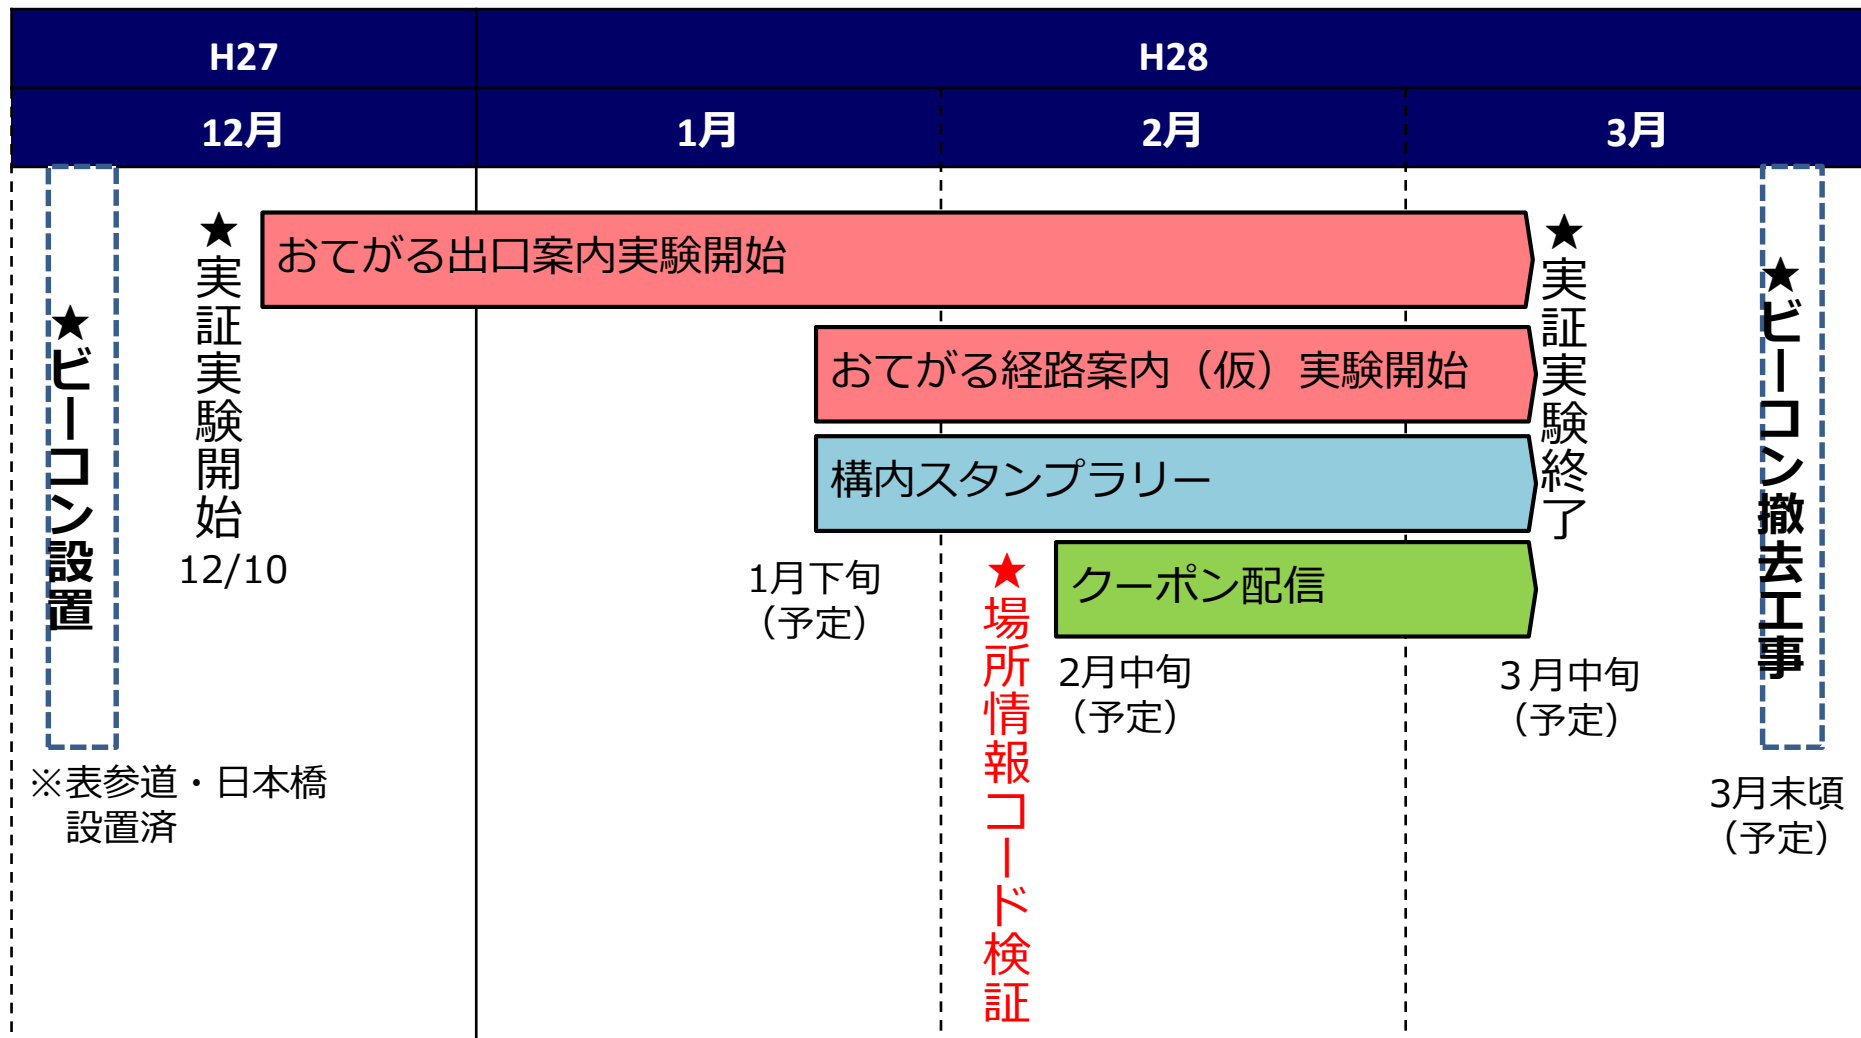 H27
H28
12月
1月
2月
3月
★ビーコン設置
※表参道・日本橋
設置済
★実証実験開始
12/10
おてがる出口案内実験開始
おてがる経路案内（仮）実験開始
構内スタンプラリー
クーポン配信
1月下旬
（予定）
★場所情報コード検証
2月中旬
（予定）
★実証実験終了
３月中旬
（予定）
★ビーコン撤去工事
3月末頃
（予定）